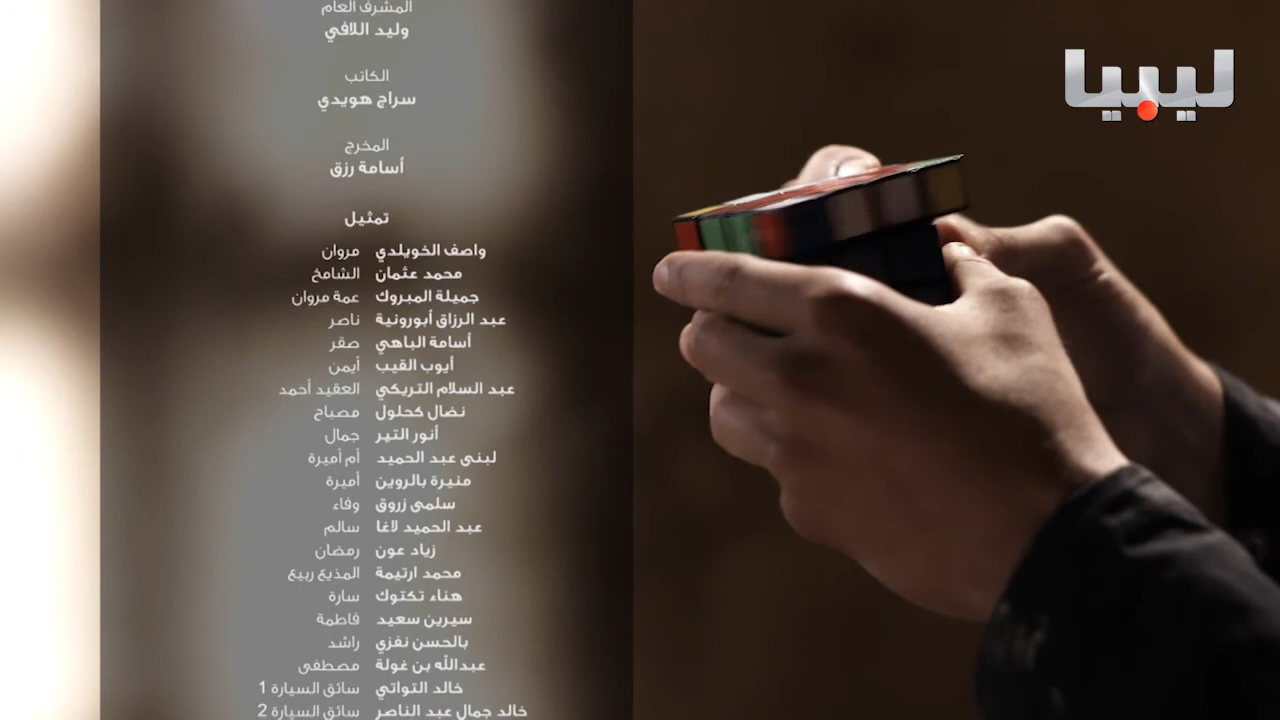 المشرف العام
وليد اللافي
الكاتب
سراج هويدي
المخرج
أسامة رزق
تمثيل
واصف الخويلدي مروان
محمد عثمان الشامخ
جميلة المبروك عمة مروان
عبد الرزاق أبورونية ناصر
أسامة الباهي صقر
أيوب القيب أيمن
عبد السلام التريكي العقيد أحمد
نضال كحلول مصباح
أنور التير جمال
لبنى عبد الحميد أم أميرة
منيرة بالروين أميرة
سلمى زروق وفاء
عبد الحميد لاغا سالم
زياد عون رمضان
محمد ارتيمة المذيع ربيع
هناء تكتوك سارة
سيرين سعيد فاطمة
بالحسن نفزي راشد
عبدالله بن غولة مصطفى
خالد التواتي سائق السيارة 1
خالد جمال عبد الناصر سائق السيارة 2
ليبيا